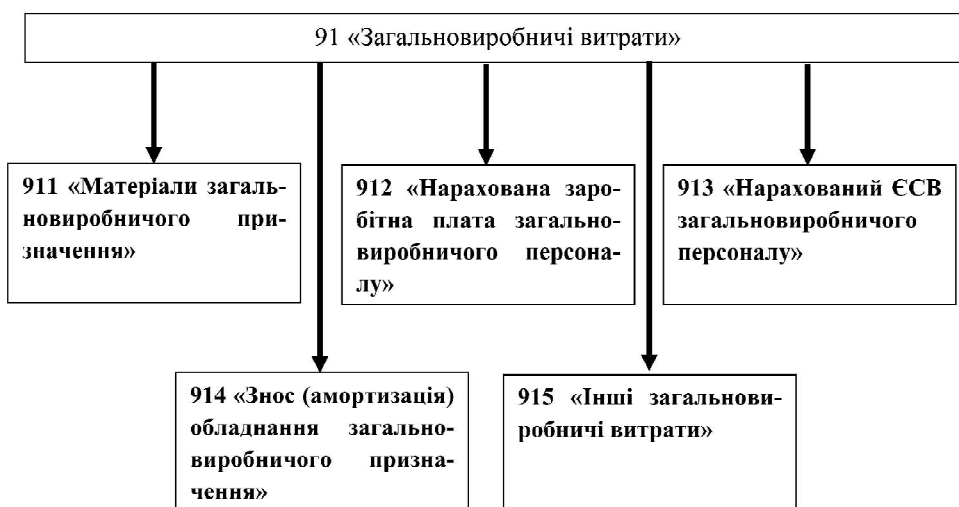 91 «Загальновиробничі витрати»
911 «Матеріали загаль-
новиробничого при-
значення»
912 «Нарахована заро-
бітна плата загально-
виробничого персона-
лу»
913 «Нарахований ЄСВ
загальновиробничого
персоналу»
914 «Знос (амортизація)
обладнання загально-
виробничого призна-
чення»
915 «Інші загальнови-
робничі витрати»